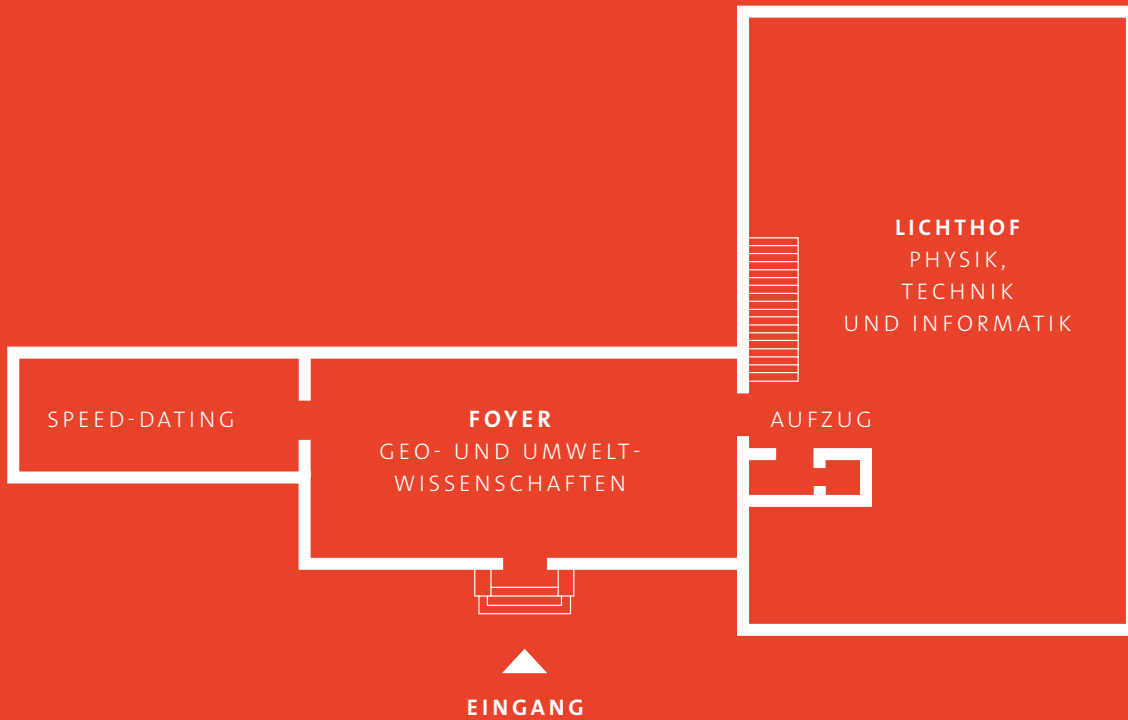 LICHTHOF
PHYSIK,
TECHNIK
UND INFORMATIK
SPEED-DATING
FOYER
GEO- UND UMWELT-
WISSENSCHAFTEN
AUFZUG
EINGANG